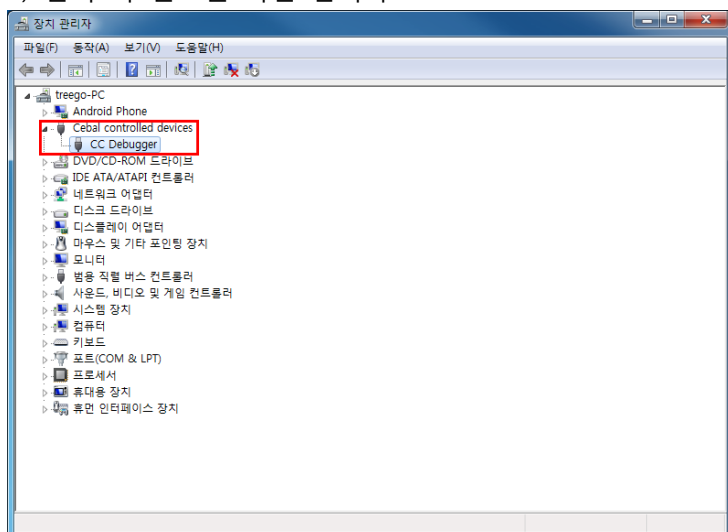 장치 관리자
파일(F) 동작(A) 보기(V) 도움말(H)
treego-PC
Android Phone
Cebal controlled devices
CC Debugger
DVD/CD-ROM 드라이브
IDE ATA/ATAPI 컨트롤러
네트워크 어댑터
디스크 드라이브
디스플레이 어댑터
마우스 및 기타 포인팅 장치
모니터
범용 직렬 버스 컨트롤러
사운드, 비디오 및 게임 컨트롤러
시스템 장치
컴퓨터
키보드
포트(COM & LPT)
프로세서
휴대용 장치
휴먼 인터페이스 장치